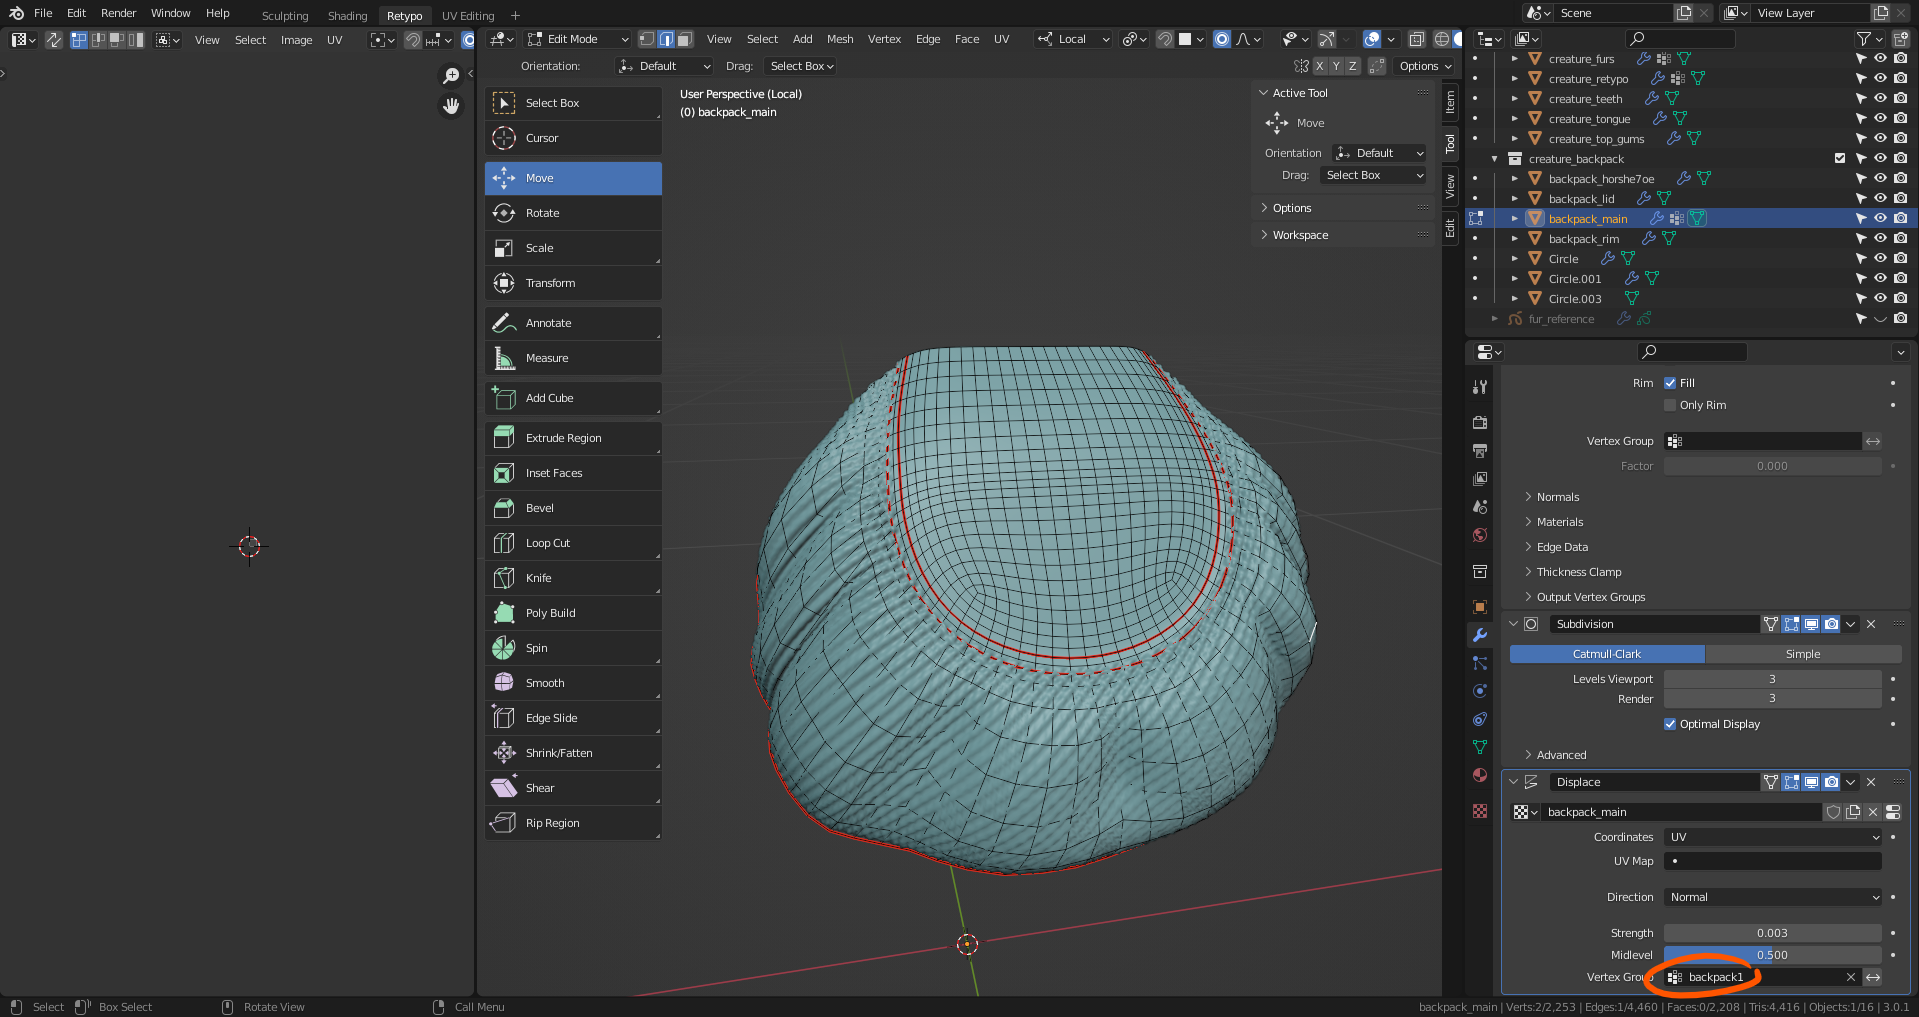 File Edit Render Window Help Sculpting Shading Retypo UV Editing + Scene View Layer
View Select Image UV
Edit Mode View Select Add Mesh Vertex Edge Face UV Local
Orientation: Default Drag: Select Box X Y Z Options
User Perspective (Local)
(0) backpack_main
Select Box
Cursor
Move
Rotate
Scale
Transform
Annotate
Measure
Add Cube
Extrude Region
Inset Faces
Bevel
Loop Cut
Knife
Poly Build
Spin
Smooth
Edge Slide
Shrink/Fatten
Shear
Rip Region
Active Tool
Move
Orientation Default
Drag: Select Box
Options
Workspace
Item
Tool
View
Edit
creature_furs
creature_retypo
creature_teeth
creature_tongue
creature_top_gums
creature_backpack
backpack_horshe7oe
backpack_lid
backpack_main
backpack_rim
Circle
Circle.001
Circle.003
fur_reference
Rim Fill
Only Rim
Vertex Group
Factor 0.000
Normals
Materials
Edge Data
Thickness Clamp
Output Vertex Groups
Subdivision
Catmull-Clark Simple
Levels Viewport 3
Render 3
Optimal Display
Advanced
Displace
backpack_main
Coordinates UV
UV Map
Direction Normal
Strength 0.003
Midlevel 0.500
Vertex Group backpack1
Select Box Select Rotate View Call Menu backpack_main | Verts:2/2,253 | Edges:1/4,460 | Faces:0/2,208 | Tris:4,416 | Objects:1/16 | 3.0.1